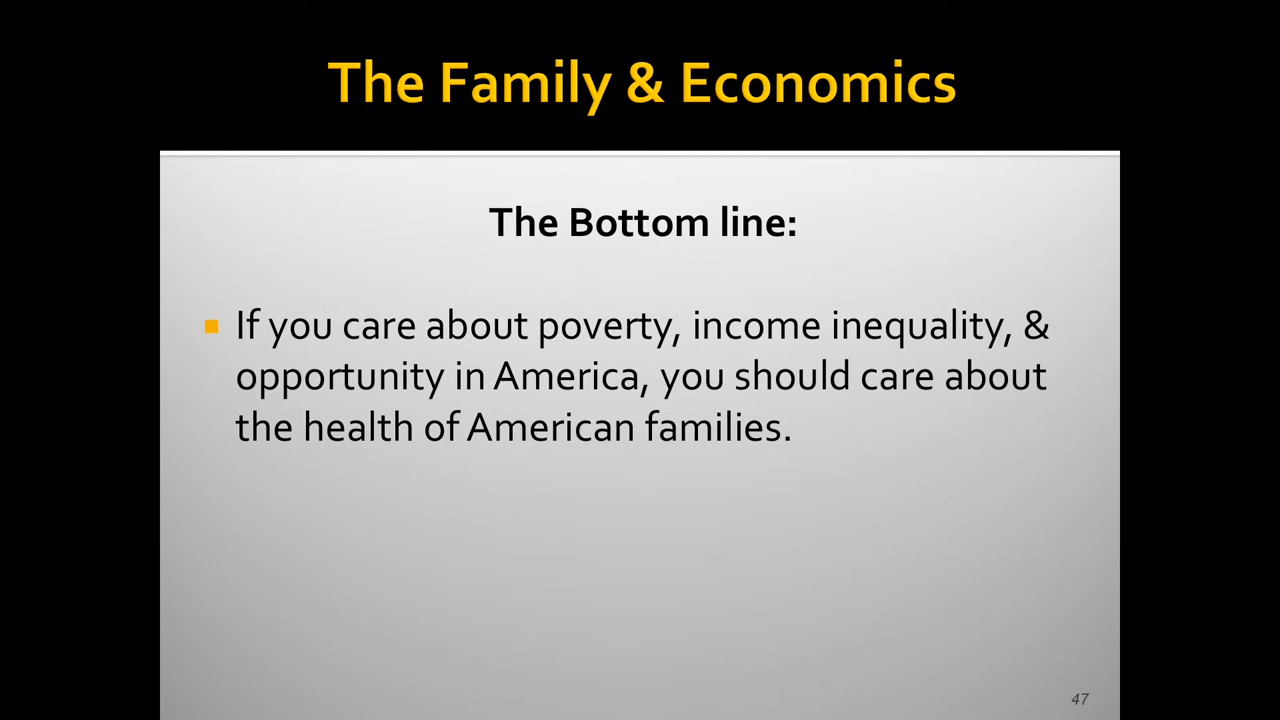 The Family & Economics
The Bottom line:
If you care about poverty, income inequality, &
opportunity in America, you should care about
the health of American families.
47